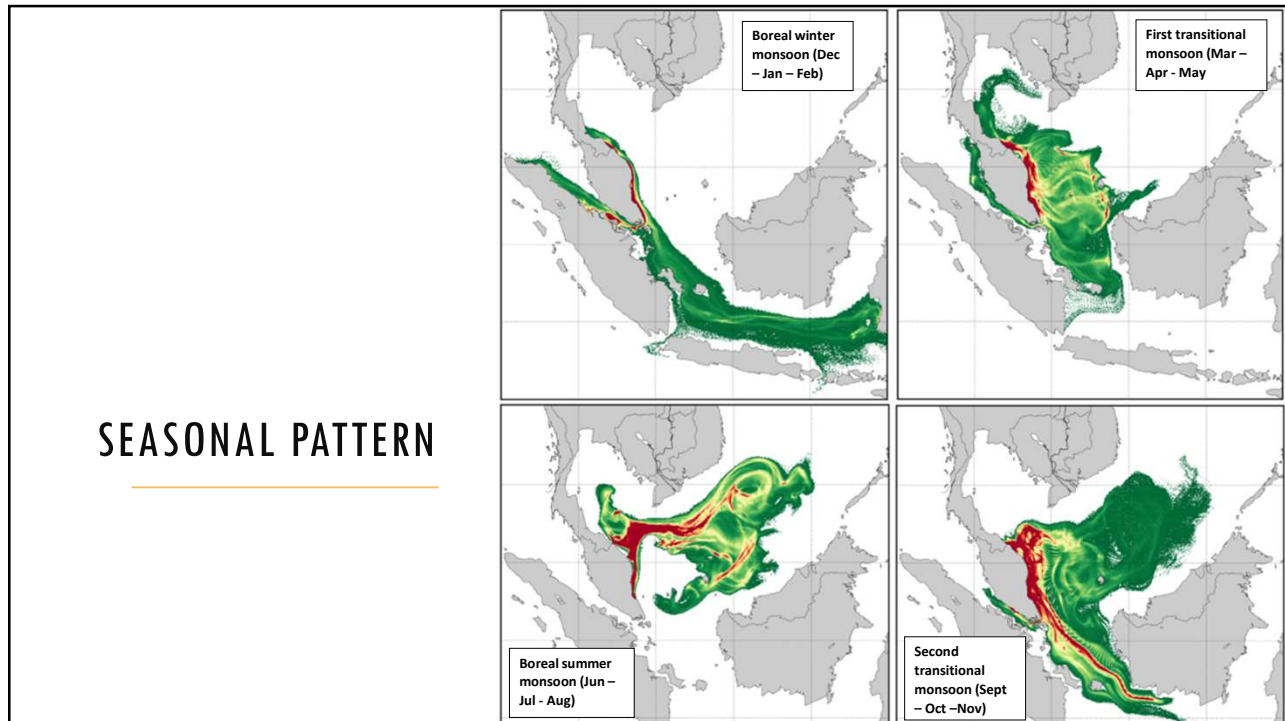 SEASONAL PATTERN
Boreal winter
monsoon (Dec
– Jan – Feb)
First transitional
monsoon (Mar –
Apr - May
Boreal summer
monsoon (Jun –
Jul - Aug)
Second
transitional
monsoon (Sept
– Oct –Nov)